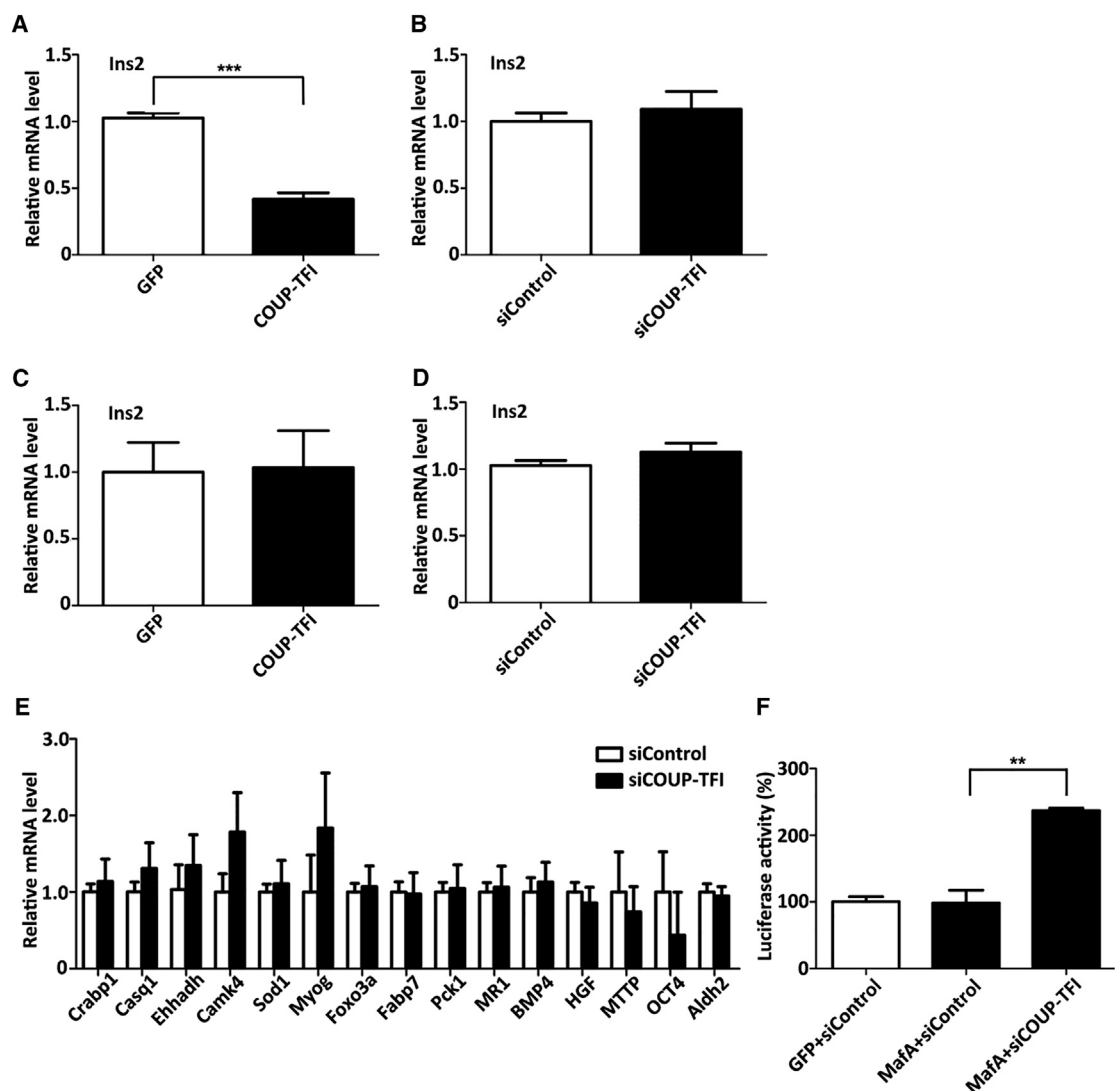 A
Relative mRNA level
1.5
1.0
0.5
0
Ins2
***
GFP
COUP-TFI
B
Relative mRNA level
1.5
1.0
0.5
0
Ins2
siControl
siCOUP-TFI
C
Relative mRNA level
1.5
1.0
0.5
0
Ins2
GFP
COUP-TFI
D
Relative mRNA level
1.5
1.0
0.5
0
Ins2
siControl
siCOUP-TFI
E
Relative mRNA level
3.0
2.0
1.0
0
siControl
siCOUP-TFI
Crabp1
Casq1
Ehhadh
Camk4
Sod1
Myog
Foxo3a
Fabp7
Pck1
MR1
BMP4
HGF
MTTP
OCT4
Aldh2
F
Luciferase activity (%)
300
200
100
0
**
GFP+siControl
MafA+siControl
MafA+siCOUP-TFI